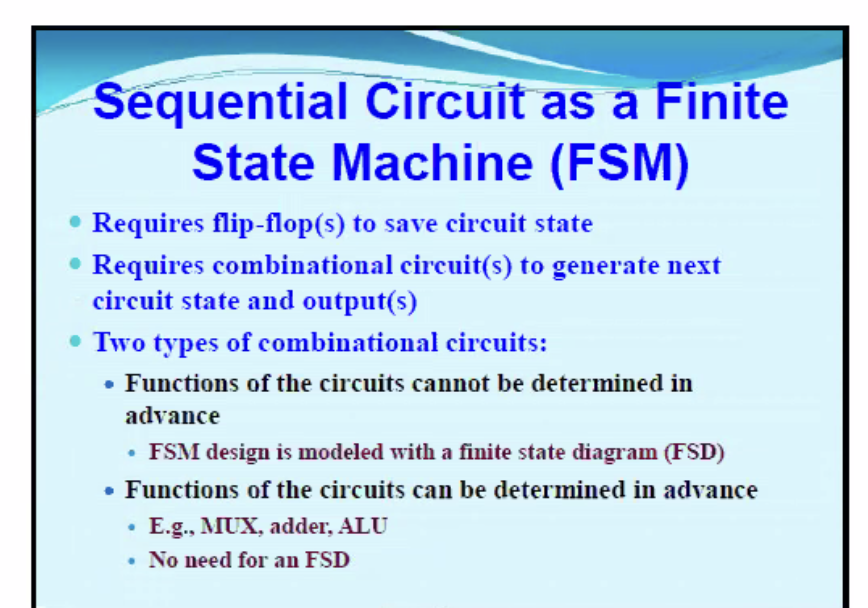 Sequential Circuit as a Finite
State Machine (FSM)
• Requires flip-flop(s) to save circuit state
• Requires combinational circuit(s) to generate next
circuit state and output(s)
• Two types of combinational circuits:
• Functions of the circuits cannot be determined in
advance
• FSM design is modeled with a finite state diagram (FSD)
• Functions of the circuits can be determined in advance
• E.g., MUX, adder, ALU
• No need for an FSD